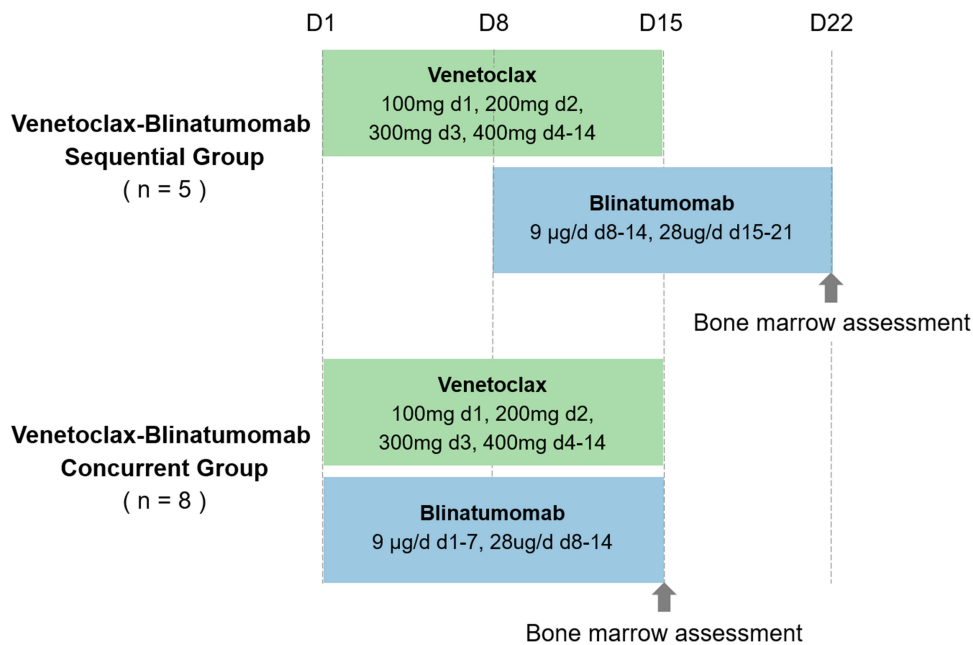 D1 D8 D15 D22
Venetoclax-Blinatumomab
Sequential Group
( n = 5 )
Venetoclax
100mg d1, 200mg d2,
300mg d3, 400mg d4-14
Blinatumomab
9 µg/d d8-14, 28ug/d d15-21
Bone marrow assessment
Venetoclax-Blinatumomab
Concurrent Group
( n = 8 )
Venetoclax
100mg d1, 200mg d2,
300mg d3, 400mg d4-14
Blinatumomab
9 µg/d d1-7, 28ug/d d8-14
Bone marrow assessment